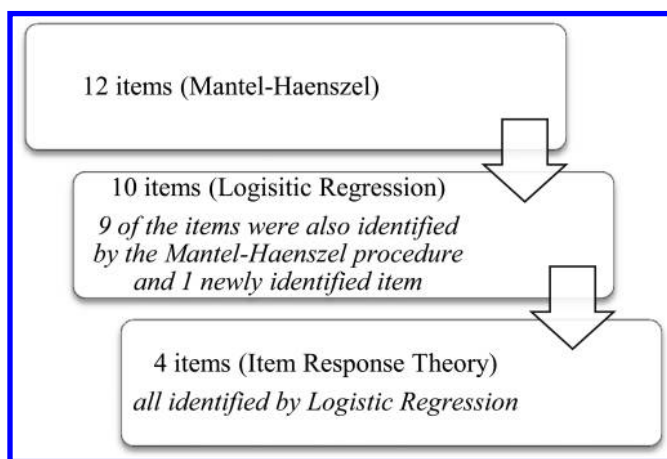 12 items (Mantel-Haenszel)
10 items (Logisitic Regression)
9 of the items were also identified
by the Mantel-Haenszel procedure
and 1 newly identified item
4 items (Item Response Theory)
all identified by Logistic Regression